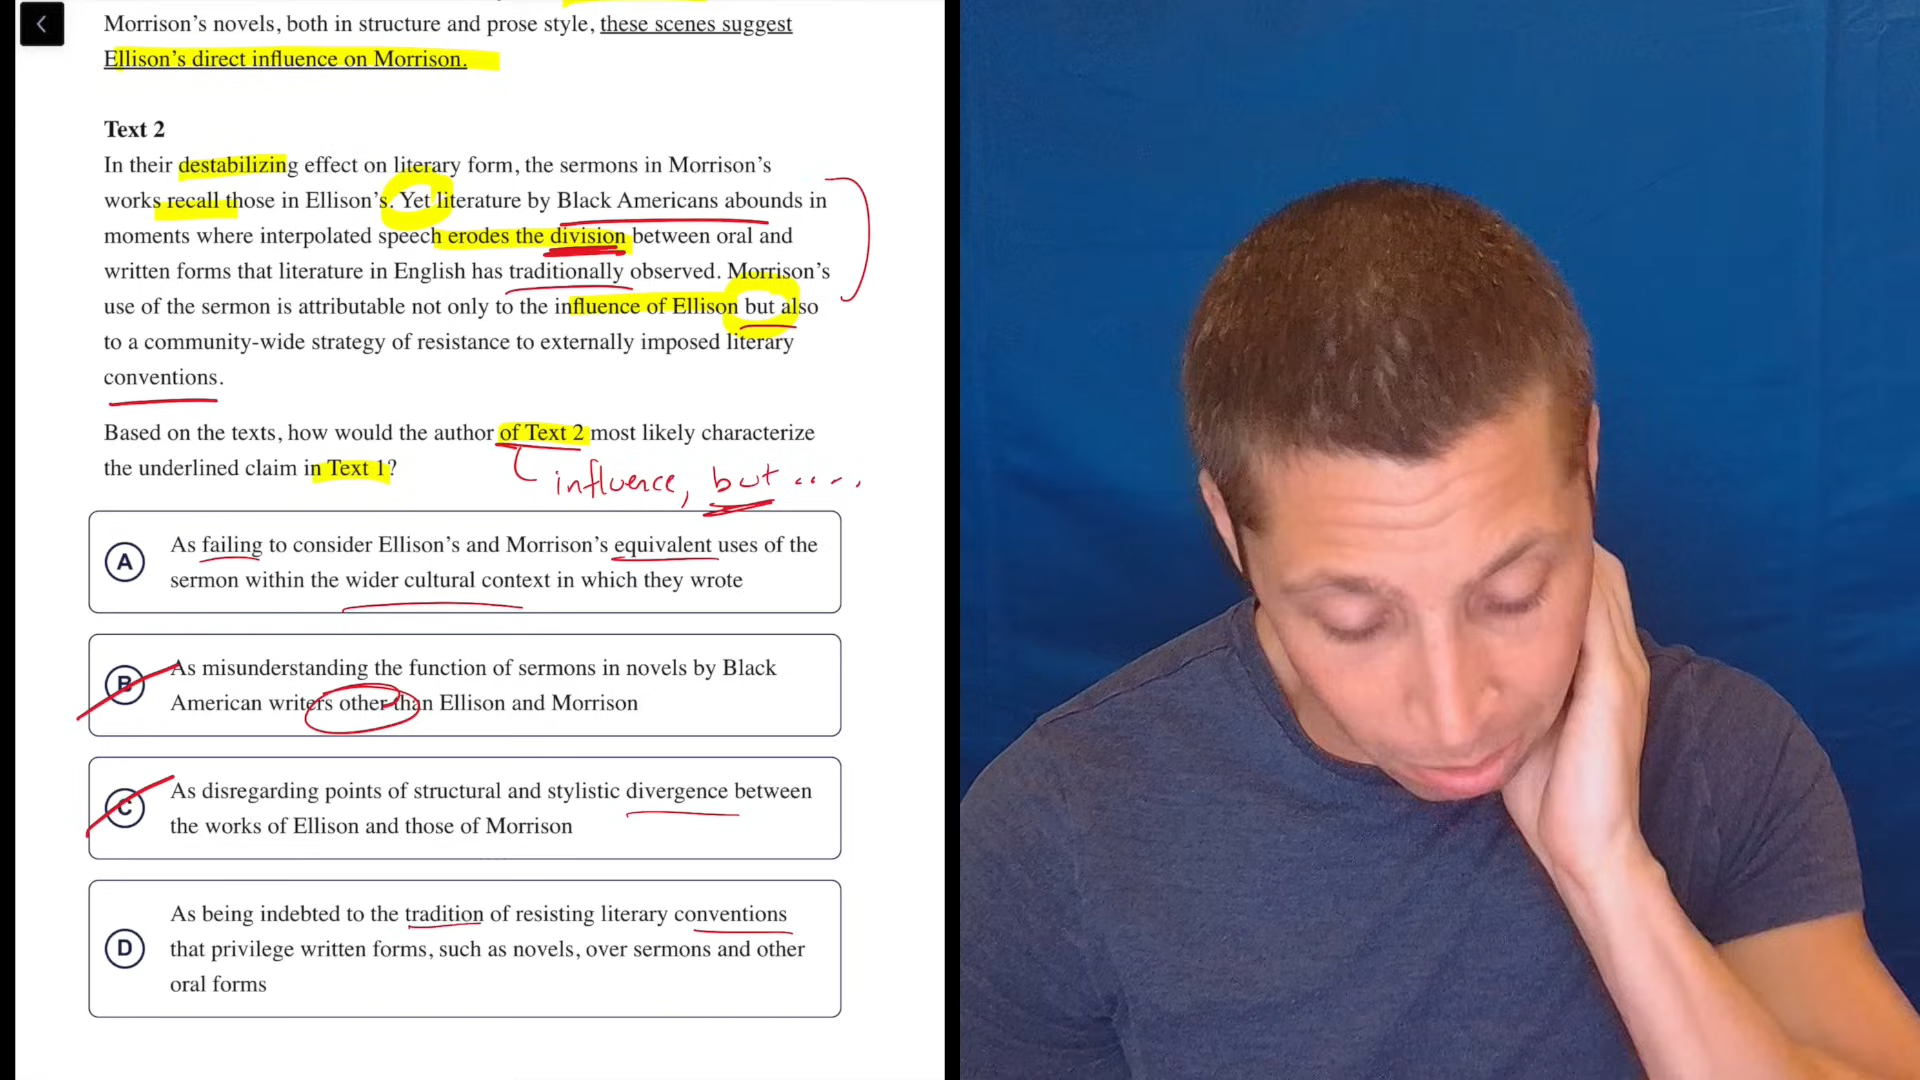 Morrison’s novels, both in structure and prose style, these scenes suggest
Ellison’s direct influence on Morrison.
Text 2
In their destabilizing effect on literary form, the sermons in Morrison’s
works recall those in Ellison’s. Yet literature by Black Americans abounds in
moments where interpolated speech erodes the division between oral and
written forms that literature in English has traditionally observed. Morrison’s
use of the sermon is attributable not only to the influence of Ellison but also
to a community-wide strategy of resistance to externally imposed literary
conventions.
Based on the texts, how would the author of Text 2 most likely characterize
the underlined claim in Text 1?
influence, but ....
A
As failing to consider Ellison’s and Morrison’s equivalent uses of the
sermon within the wider cultural context in which they wrote
B
As misunderstanding the function of sermons in novels by Black
American writers other than Ellison and Morrison
C
As disregarding points of structural and stylistic divergence between
the works of Ellison and those of Morrison
D
As being indebted to the tradition of resisting literary conventions
that privilege written forms, such as novels, over sermons and other
oral forms